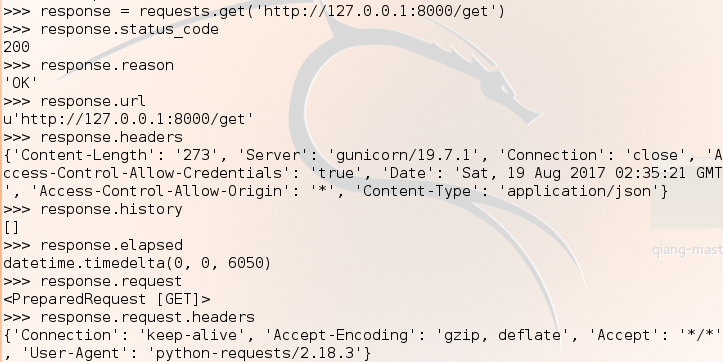 >>> response = requests.get('http://127.0.0.1:8000/get')
>>> response.status_code
200
>>> response.reason
'OK'
>>> response.url
u'http://127.0.0.1:8000/get'
>>> response.headers
{'Content-Length': '273', 'Server': 'gunicorn/19.7.1', 'Connection': 'close', 'A
ccess-Control-Allow-Credentials': 'true', 'Date': 'Sat, 19 Aug 2017 02:35:21 GMT
', 'Access-Control-Allow-Origin': '*', 'Content-Type': 'application/json'}
>>> response.history
[]
>>> response.elapsed
datetime.timedelta(0, 0, 6050)
>>> response.request
<PreparedRequest [GET]>
>>> response.request.headers
{'Connection': 'keep-alive', 'Accept-Encoding': 'gzip, deflate', 'Accept': '*/*'
, 'User-Agent': 'python-requests/2.18.3'}
qiang-mast